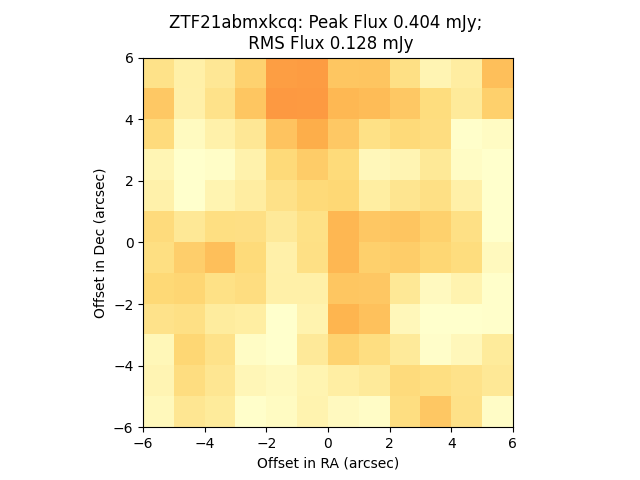 ZTF21abmxkcq: Peak Flux 0.404 mJy;
RMS Flux 0.128 mJy
6
4
2
0
−2
−4
−6
Offset in Dec (arcsec)
−6 −4 −2 0 2 4 6
Offset in RA (arcsec)